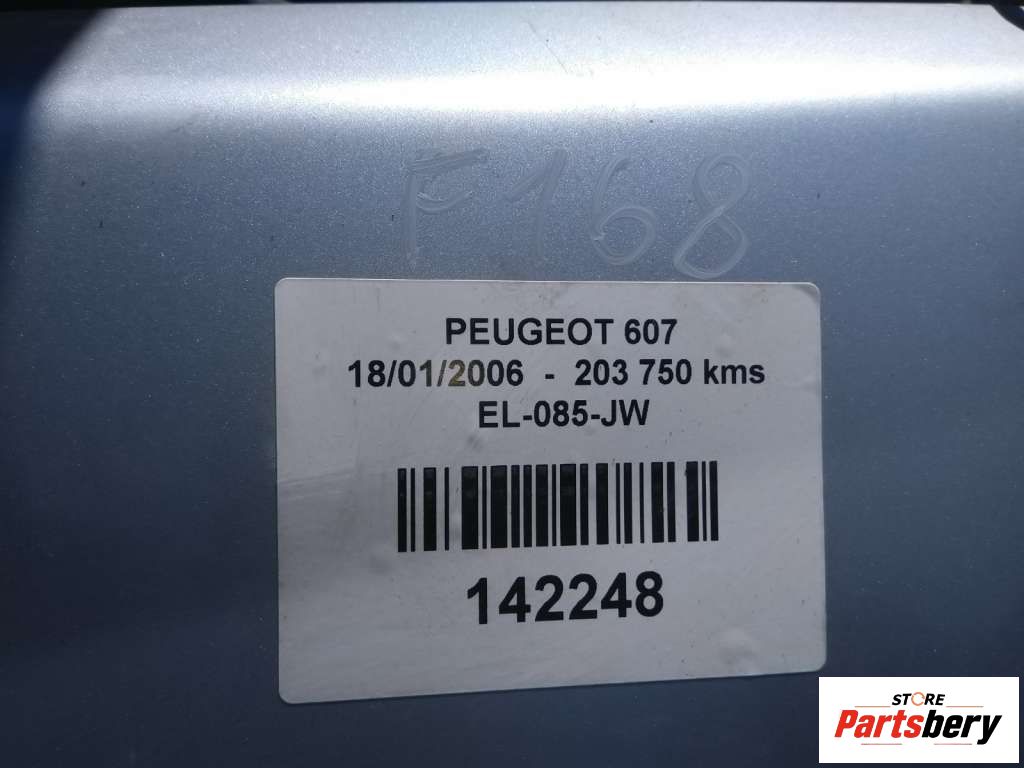 F168
PEUGEOT 607
18/01/2006 - 203 750 kms
EL-085-JW
142248
STORE
Partsbery